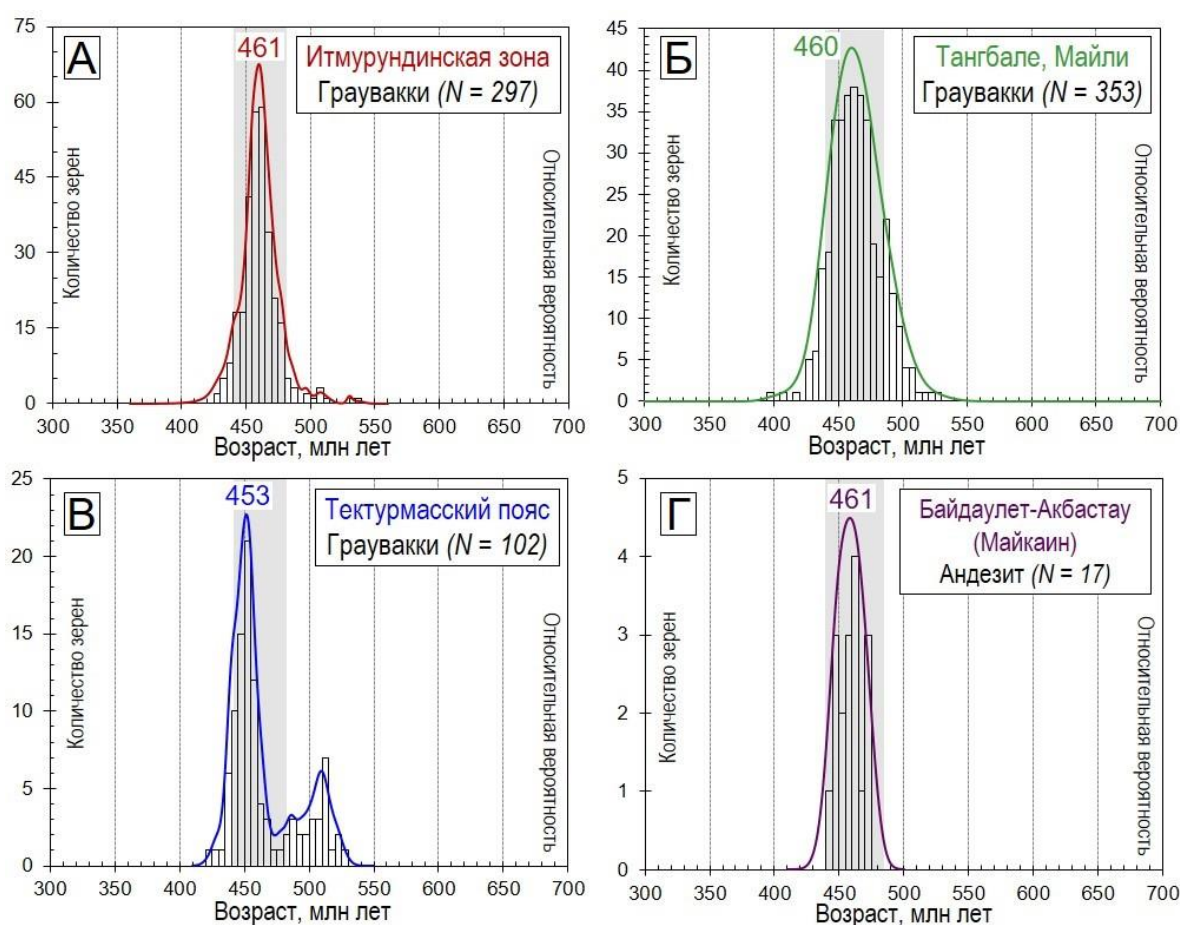 А
461
Итмурундинская зона
Граувакки (N = 297)
Количество зерен
Относительная вероятность
75
60
45
30
15
0
300 350 400 450 500 550 600 650 700
Возраст, млн лет
Б
460
Тангбале, Майли
Граувакки (N = 353)
Количество зерен
Относительная вероятность
45
40
35
30
25
20
15
10
5
0
300 350 400 450 500 550 600 650 700
Возраст, млн лет
В
453
Тектурмасский пояс
Граувакки (N = 102)
Количество зерен
Относительная вероятность
25
20
15
10
5
0
300 350 400 450 500 550 600 650 700
Возраст, млн лет
Г
461
Байдаулет-Акбастау
(Майкаин)
Андезит (N = 17)
Количество зерен
Относительная вероятность
5
4
3
2
1
0
300 350 400 450 500 550 600 650 700
Возраст, млн лет